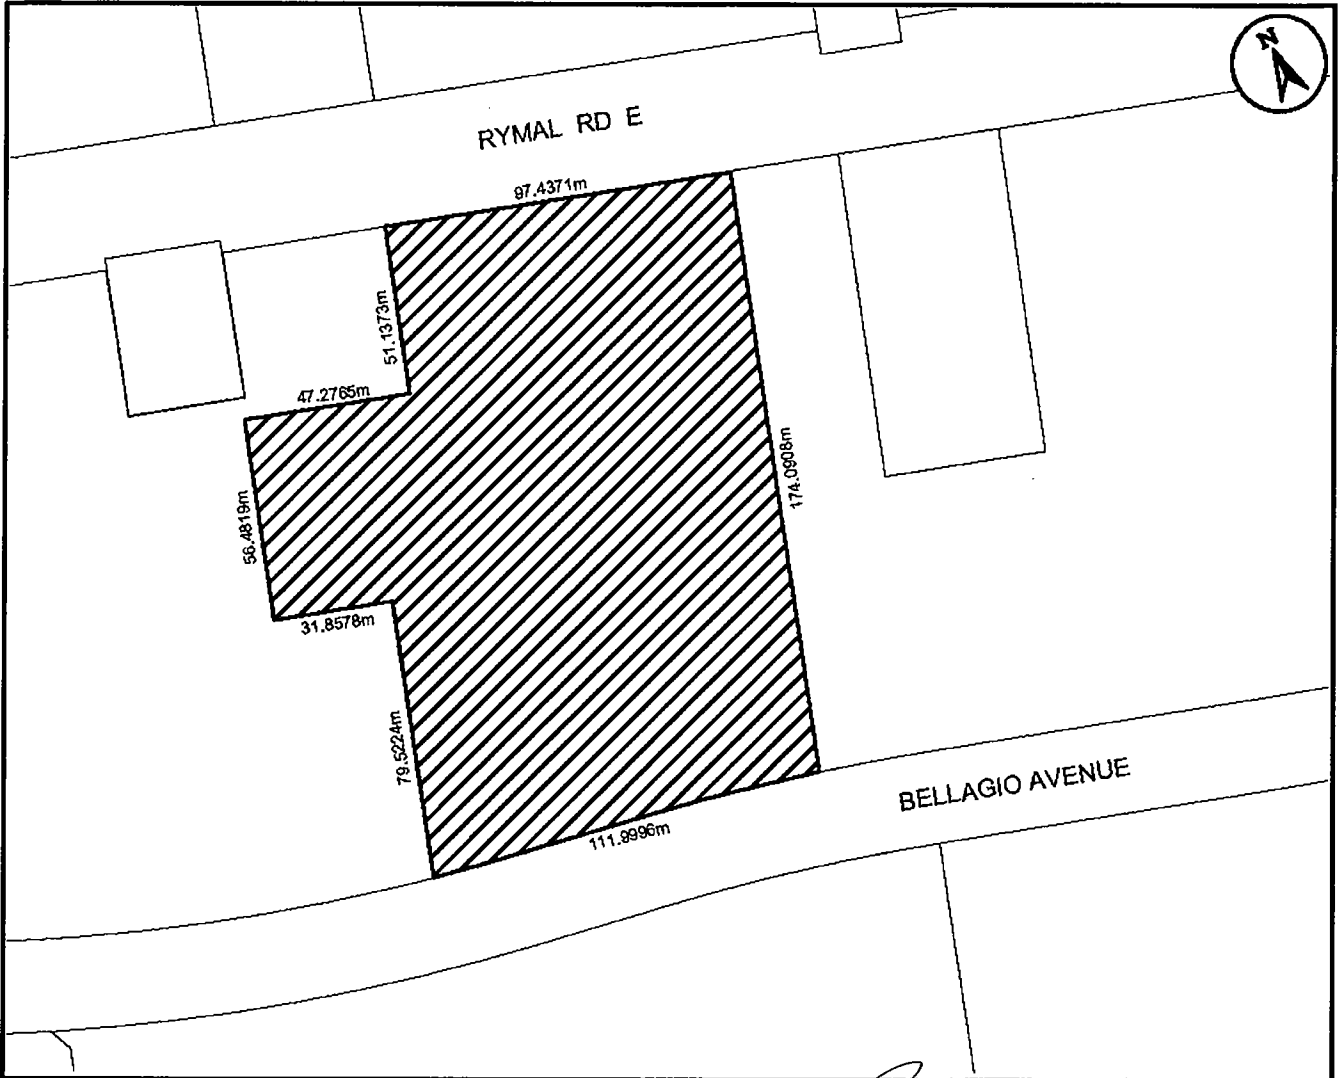 N
RYMAL RD E
97.4371m
51.1373m
47.2765m
174.0908m
56.4819m
31.8578m
79.5224m
BELLAGIO AVENUE
111.9996m